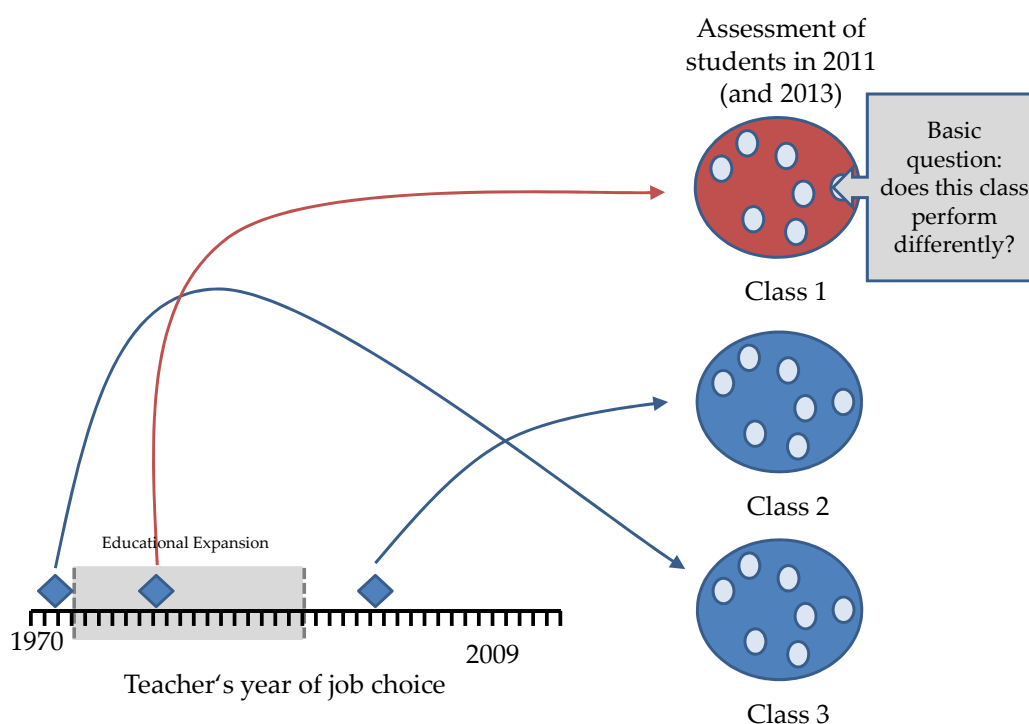 Assessment of
students in 2011
(and 2013)
Basic
question:
does this class
perform
differently?
Class 1
Class 2
Educational Expansion
1970
2009
Teacher‘s year of job choice
Class 3